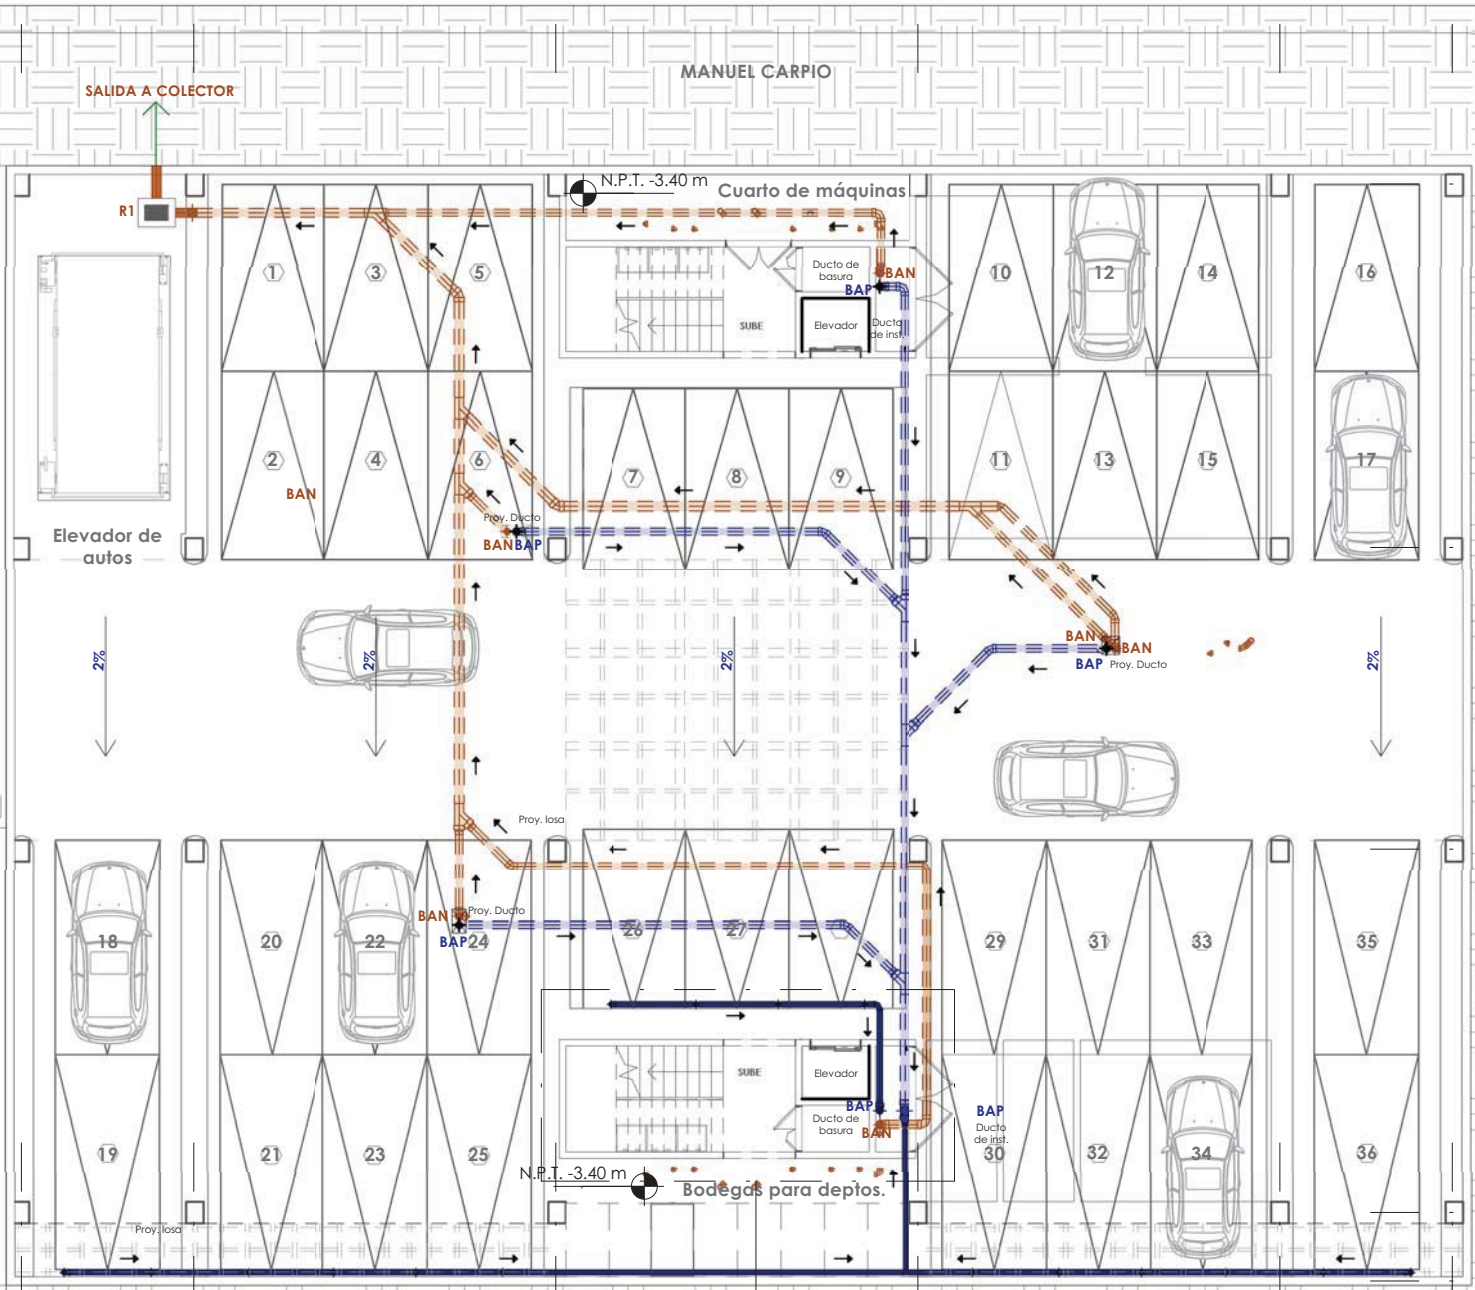 MANUEL CARPIO
SALIDA A COLECTOR
N.P.T. -3.40 m
Cuarto de máquinas
R1
1
3
5
Ducto de
basura
BAN
BAP
10
12
14
16
SUBE
Elevador
Ducto
de inst.
2
4
6
7
8
9
11
13
15
17
BAN
Proy. Ducto
BAN BAP
Elevador de
autos
2%
2%
2%
2%
BAN
BAN
BAP
Proy. Ducto
Proy. losa
BAN
Proy. Ducto
BAP
18
20
22
24
26
27
29
31
33
35
SUBE
Elevador
BAP
Ducto de
basura
BAN
BAP
Ducto
de inst.
19
21
23
25
30
32
34
36
N.P.T. -3.40 m
Bodegas para deptos.
Proy. losa